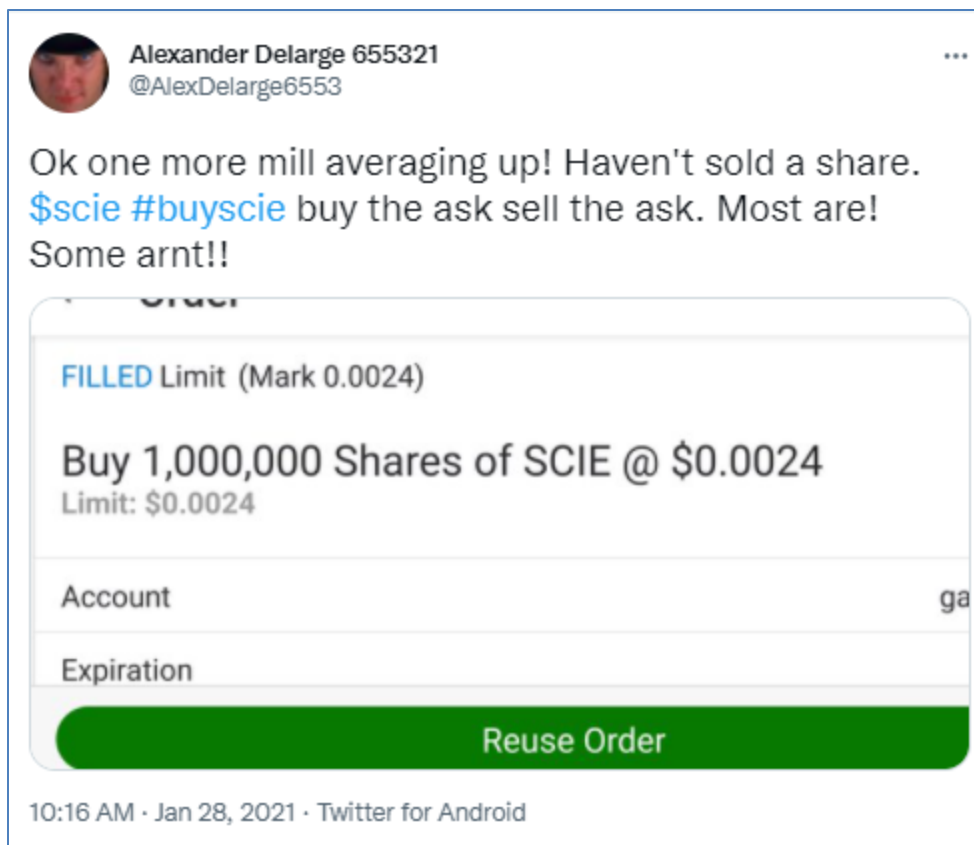 Alexander Delarge 655321
@AlexDelarge6553
Ok one more mill averaging up! Haven't sold a share.
$scie #buyscie buy the ask sell the ask. Most are!
Some arnt!!
Order
FILLED Limit (Mark 0.0024)
Buy 1,000,000 Shares of SCIE @ $0.0024
Limit: $0.0024
Account ga
Expiration
Reuse Order
10:16 AM · Jan 28, 2021 · Twitter for Android